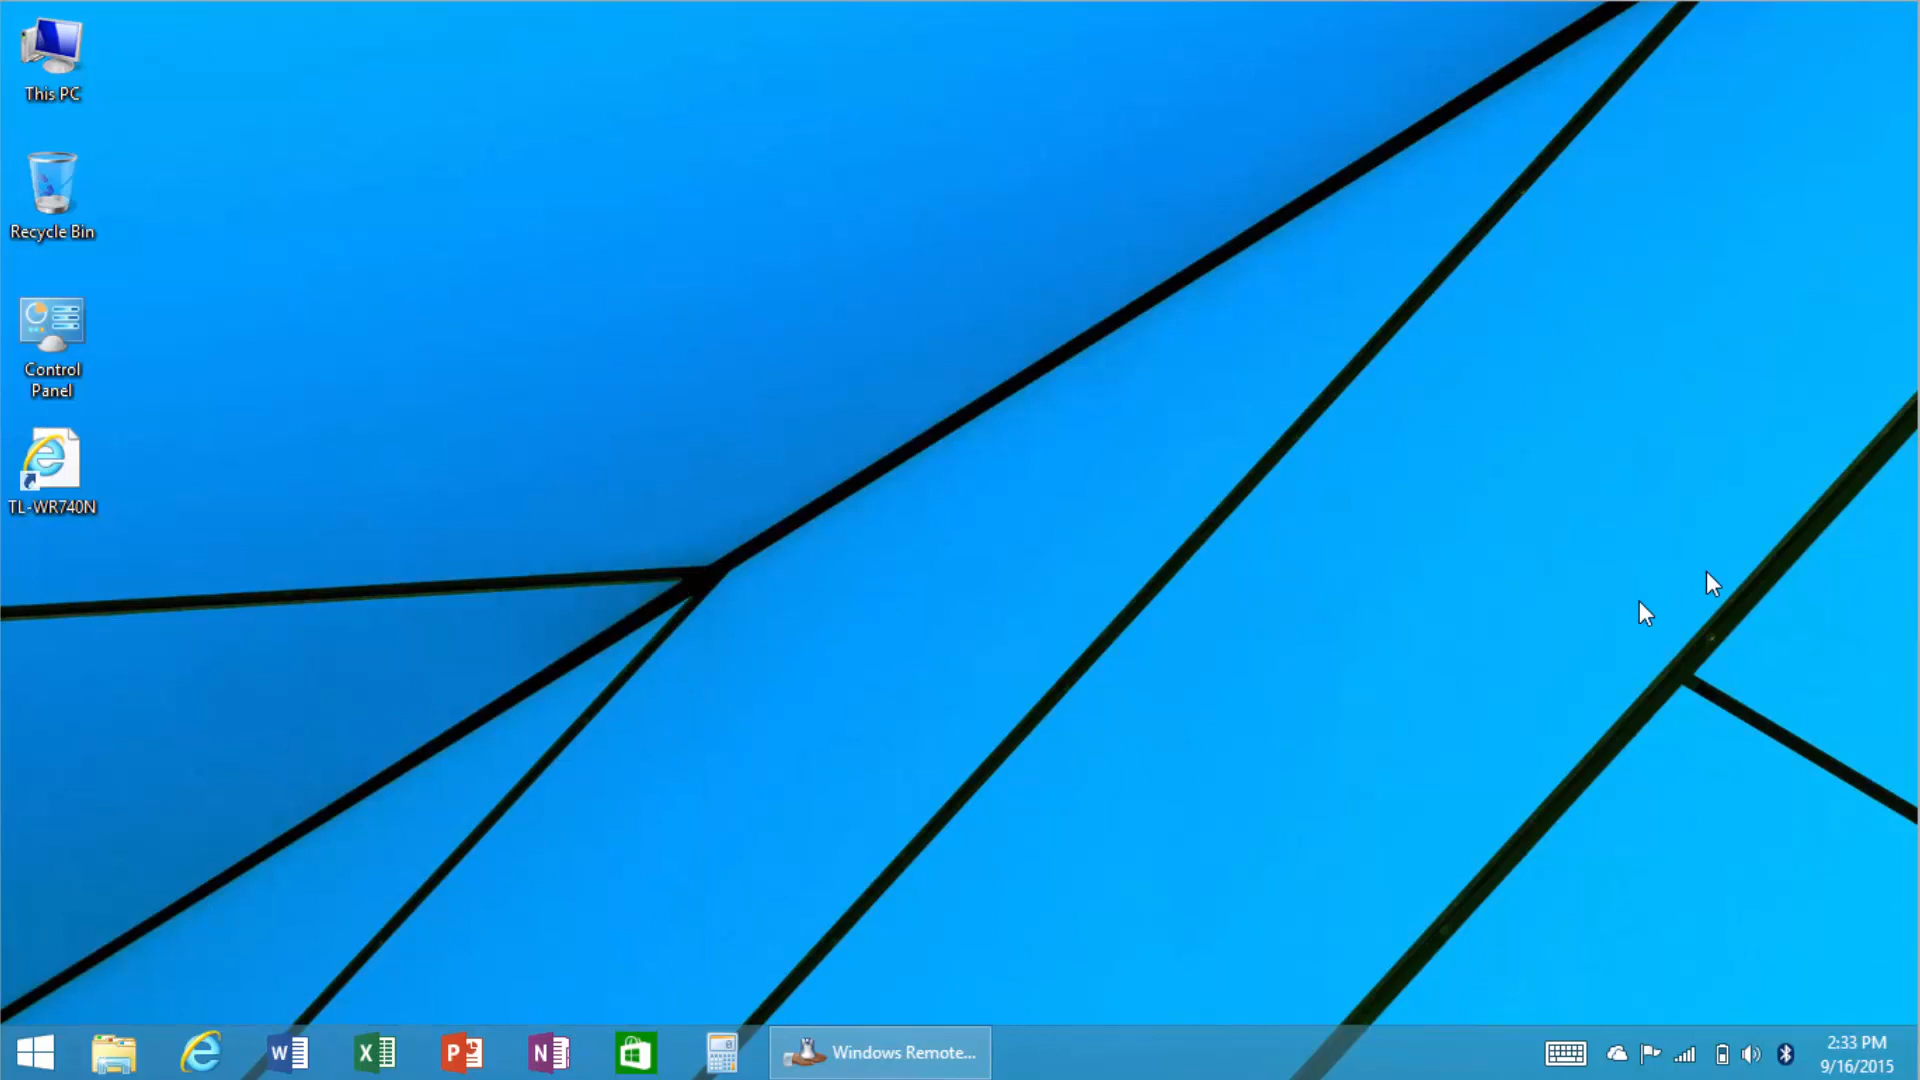 This PC
Recycle Bin
Control
Panel
TL-WR740N
Windows Remote...
2:33 PM
9/16/2015